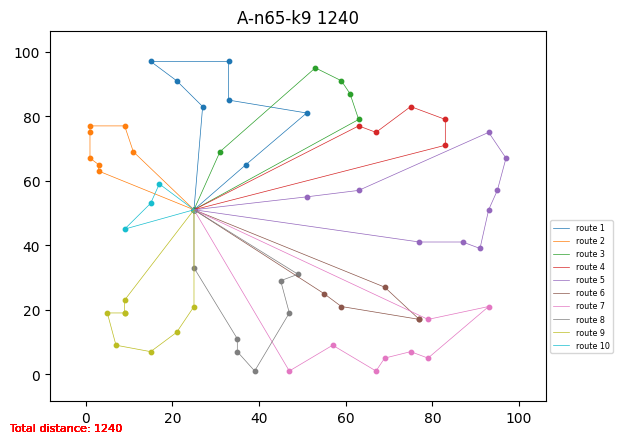 A-n65-k9 1240
100
80
60
40
20
0
0 20 40 60 80 100
route 1
route 2
route 3
route 4
route 5
route 6
route 7
route 8
route 9
route 10
Total distance: 1240